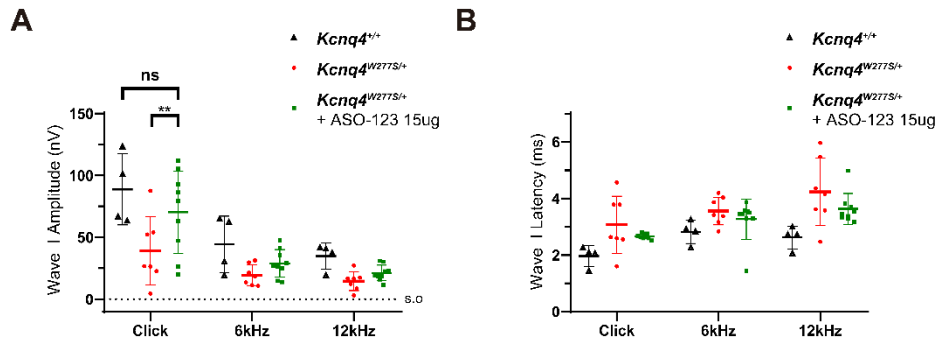 A
Kcnq4+/+
Kcnq4W277S/+
Kcnq4W277S/+
+ ASO-123 15ug
ns
**
Wave I Amplitude (nV)
150
100
50
0
s.o
Click
6kHz
12kHz
B
Kcnq4+/+
Kcnq4W277S/+
Kcnq4W277S/+
+ ASO-123 15ug
Wave I Latency (ms)
8
6
4
2
0
Click
6kHz
12kHz